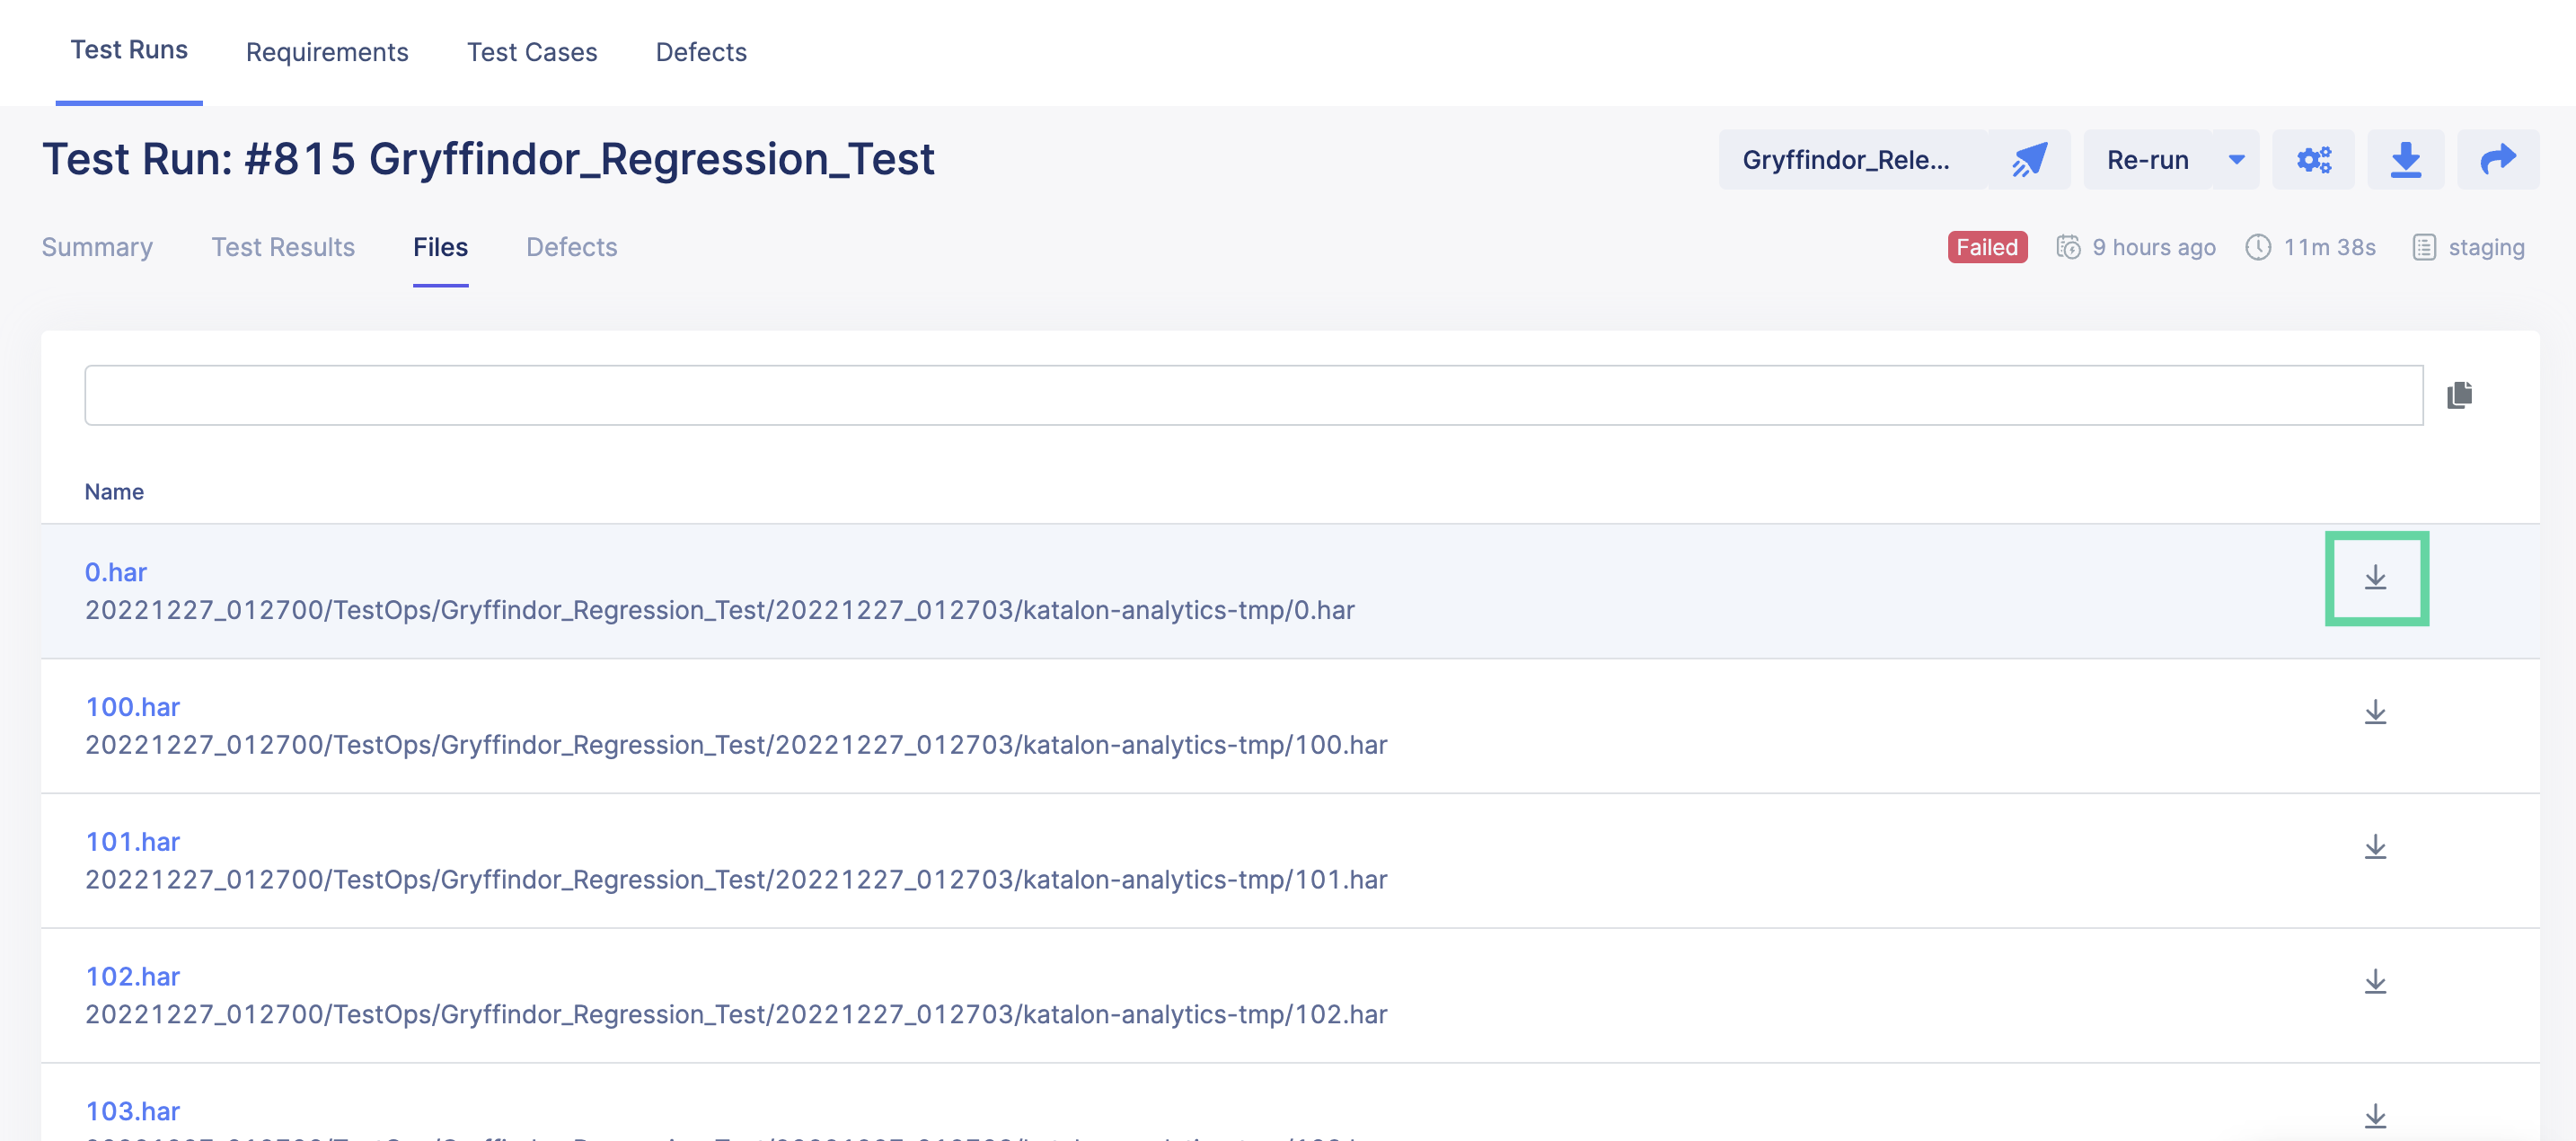 Test Runs Requirements Test Cases Defects
Test Run: #815 Gryffindor_Regression_Test Gryffindor_Rele... Re-run
Summary Test Results Files Defects Failed 9 hours ago 11m 38s staging
Name
0.har
20221227_012700/TestOps/Gryffindor_Regression_Test/20221227_012703/katalon-analytics-tmp/0.har
100.har
20221227_012700/TestOps/Gryffindor_Regression_Test/20221227_012703/katalon-analytics-tmp/100.har
101.har
20221227_012700/TestOps/Gryffindor_Regression_Test/20221227_012703/katalon-analytics-tmp/101.har
102.har
20221227_012700/TestOps/Gryffindor_Regression_Test/20221227_012703/katalon-analytics-tmp/102.har
103.har